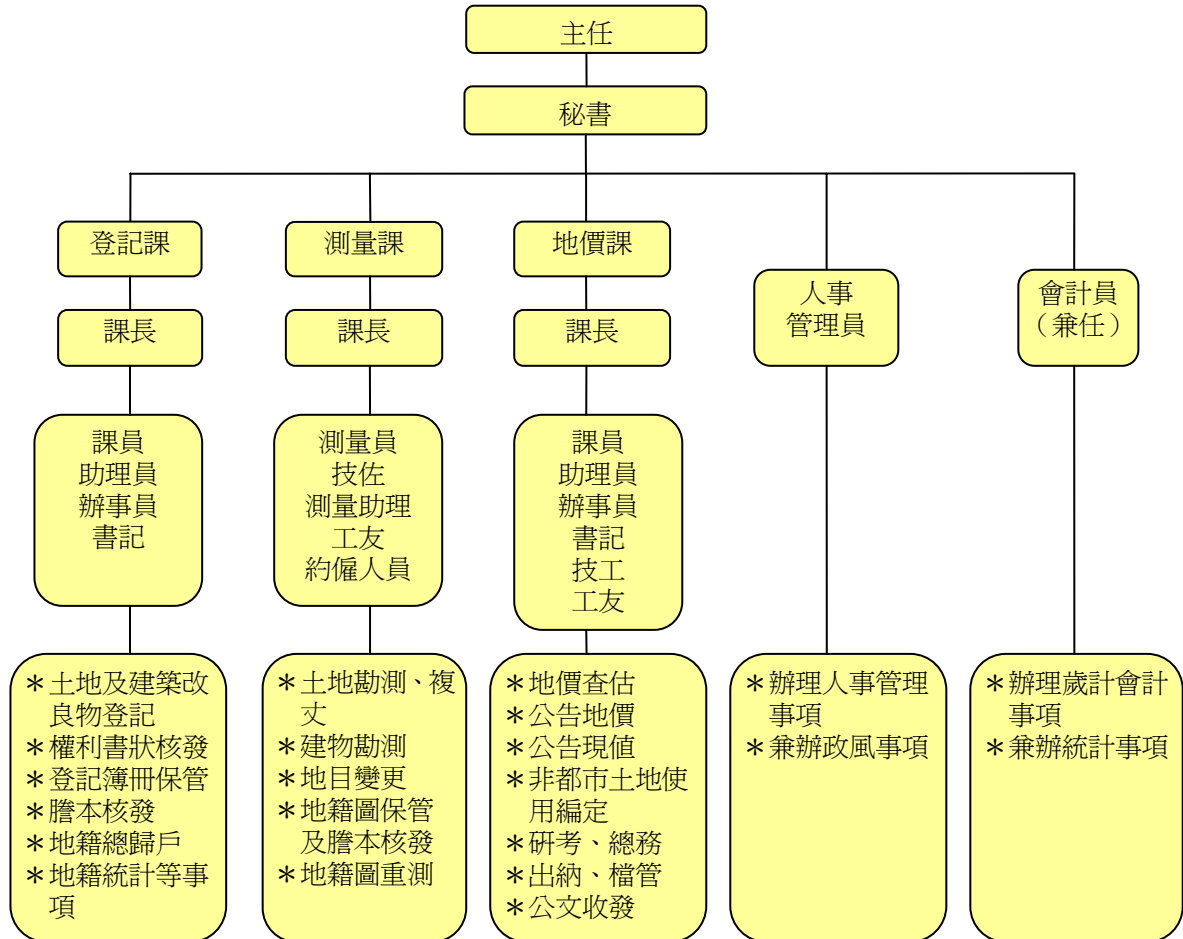 主任
秘書
登記課
測量課
地價課
人事
管理員
會計員
（兼任）
課長
課長
課長
課員
助理員
辦事員
書記
測量員
技佐
測量助理
工友
約僱人員
課員
助理員
辦事員
書記
技工
工友
＊土地及建築改
良物登記
＊權利書狀核發
＊登記簿冊保管
＊謄本核發
＊地籍總歸戶
＊地籍統計等事
項
＊土地勘測、複
丈
＊建物勘測
＊地目變更
＊地籍圖保管
及謄本核發
＊地籍圖重測
＊地價查估
＊公告地價
＊公告現值
＊非都市土地使
用編定
＊研考、總務
＊出納、檔管
＊公文收發
＊辦理人事管理
事項
＊兼辦政風事項
＊辦理歲計會計
事項
＊兼辦統計事項